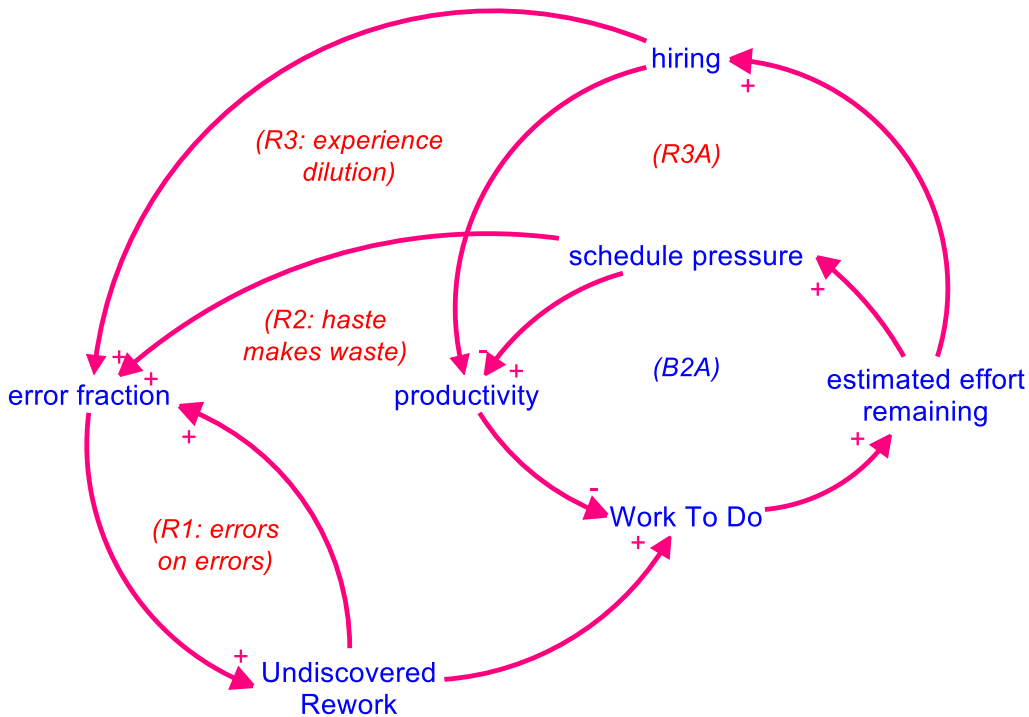 hiring
+
(R3: experience
dilution)
(R3A)
schedule pressure
+
(R2: haste
makes waste)
(B2A)
+
+
-
+
error fraction
productivity
estimated effort
remaining
+
+
-
Work To Do
+
(R1: errors
on errors)
+
Undiscovered
Rework